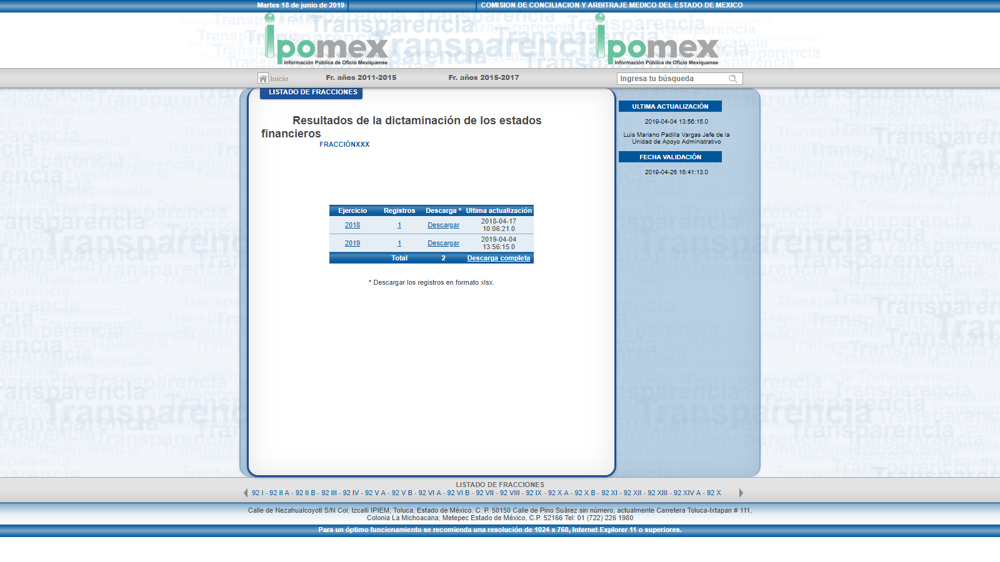 Martes 18 de junio de 2019
COMISION DE CONCILIACION Y ARBITRAJE MEDICO DEL ESTADO DE MEXICO
ipomex
Información Pública de Oficio Mexiquense
ipomex
Información Pública de Oficio Mexiquense
Inicio
Fr. años 2011-2015
Fr. años 2015-2017
Ingresa tu búsqueda
LISTADO DE FRACCIONES
Resultados de la dictaminación de los estados
financieros
FRACCIÓNXXX
Ejercicio Registros Descarga * Ultima actualización
2018 1 Descargar 2018-04-17
10:06:21.0
2019 1 Descargar 2019-04-04
13:56:15.0
Total 2 Descarga completa
* Descargar los registros en formato xlsx.
ULTIMA ACTUALIZACIÓN
2019-04-04 13:56:15.0
Luis Mariano Padilla Vargas Jefe de la
Unidad de Apoyo Administrativo
FECHA VALIDACIÓN
2019-04-26 16:41:13.0
LISTADO DE FRACCIONES
92 I - 92 II A - 92 II B - 92 III - 92 IV - 92 V A - 92 V B - 92 VI A - 92 VI B - 92 VII - 92 VIII - 92 IX - 92 X A - 92 X B - 92 XI - 92 XII - 92 XIII - 92 XIV A - 92 X
Calle de Nezahualcoyotl S/N Col. Izcalli IPIEM, Toluca, Estado de México. C. P. 50150 Calle de Pino Suárez sin número, actualmente Carretera Toluca-Ixtapan # 111,
Colonia La Michoacana; Metepec Estado de México, C.P. 52166 Tel: 01 (722) 226 1980
Para un óptimo funcionamiento se recomienda una resolución de 1024 x 768, Internet Explorer 11 o superiores.